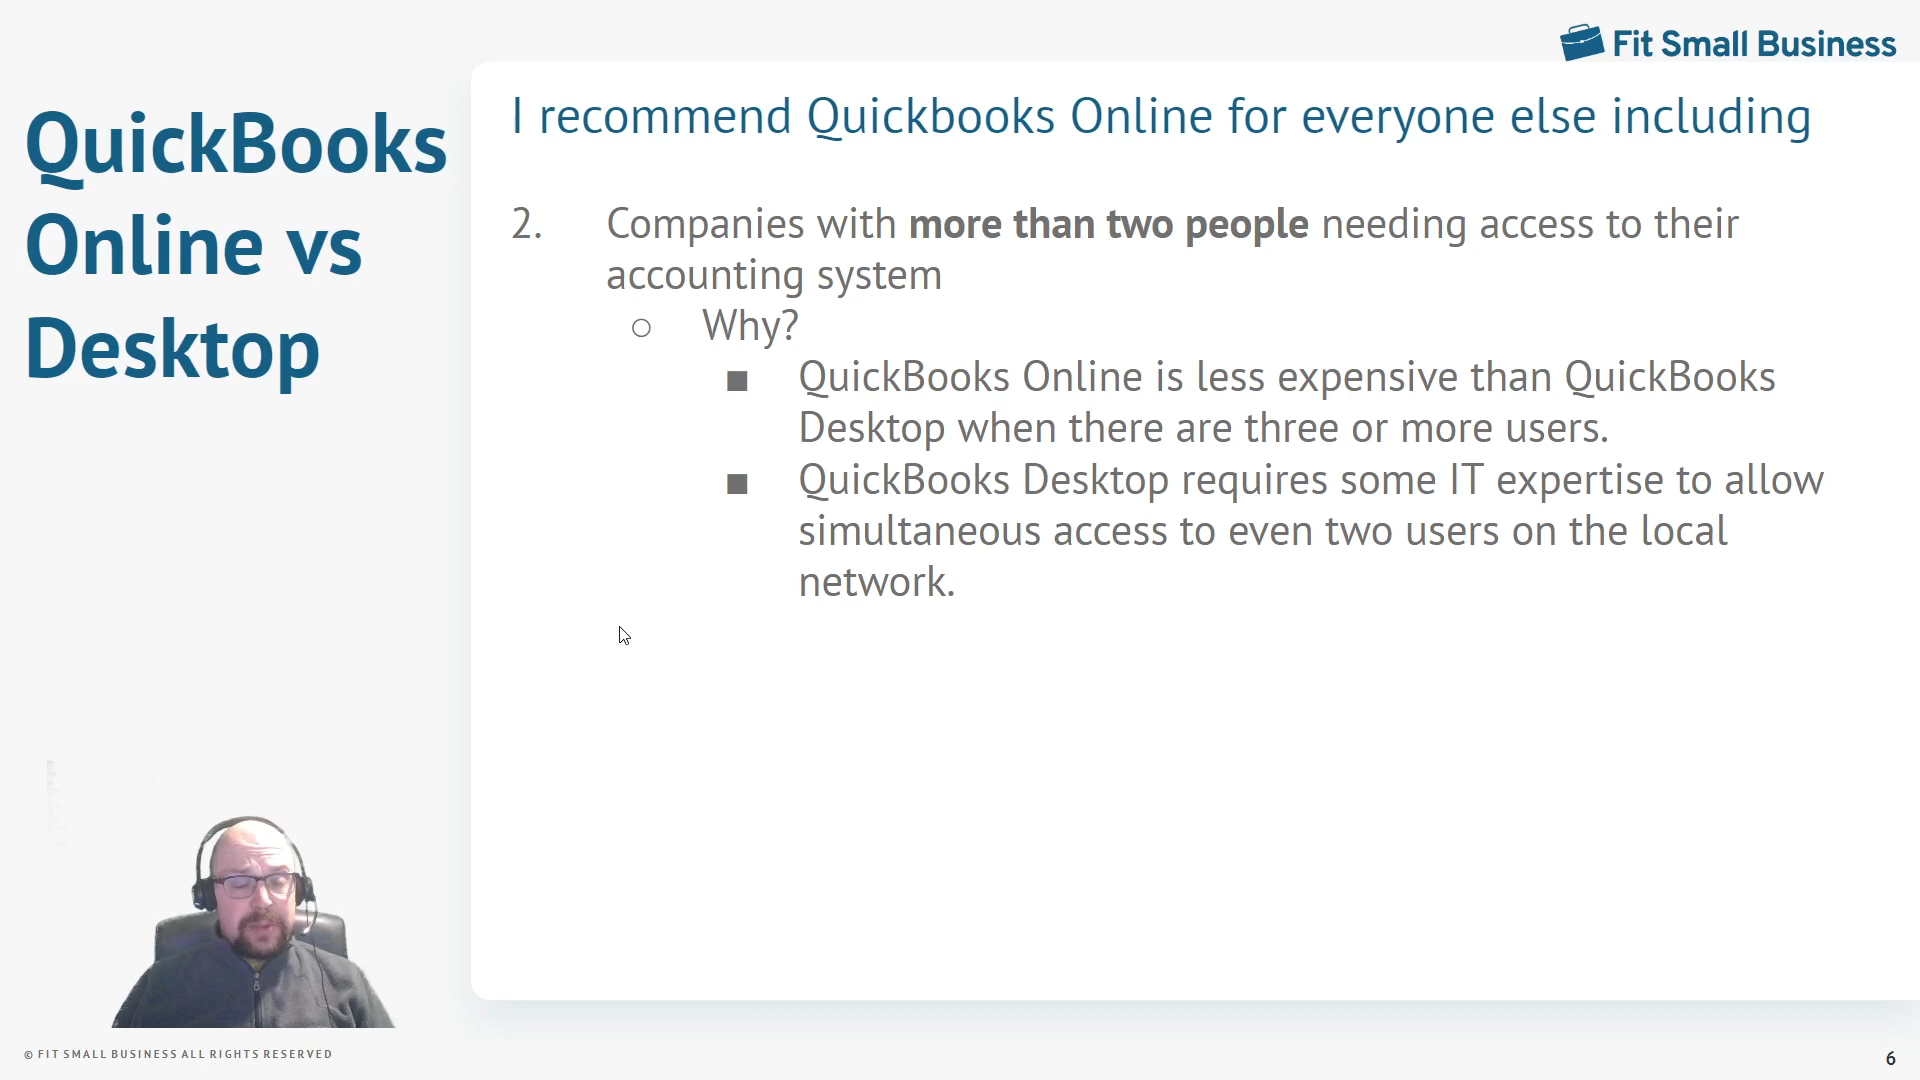 Fit Small Business
QuickBooks
Online vs
Desktop
I recommend Quickbooks Online for everyone else including
2. Companies with more than two people needing access to their
accounting system
○ Why?
■ QuickBooks Online is less expensive than QuickBooks
Desktop when there are three or more users.
■ QuickBooks Desktop requires some IT expertise to allow
simultaneous access to even two users on the local
network.
© FIT SMALL BUSINESS ALL RIGHTS RESERVED
6